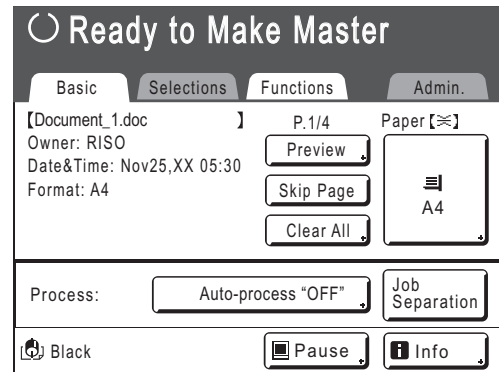 Ready to Make Master
Basic Selections Functions Admin.
【Document_1.doc 】 P.1/4 Paper【≍】
Owner: RISO
Preview
Date&Time: Nov25,XX 05:30
Format: A4
Skip Page
A4
Clear All
Process: Auto-process “OFF” Job
Separation
Black Pause i Info